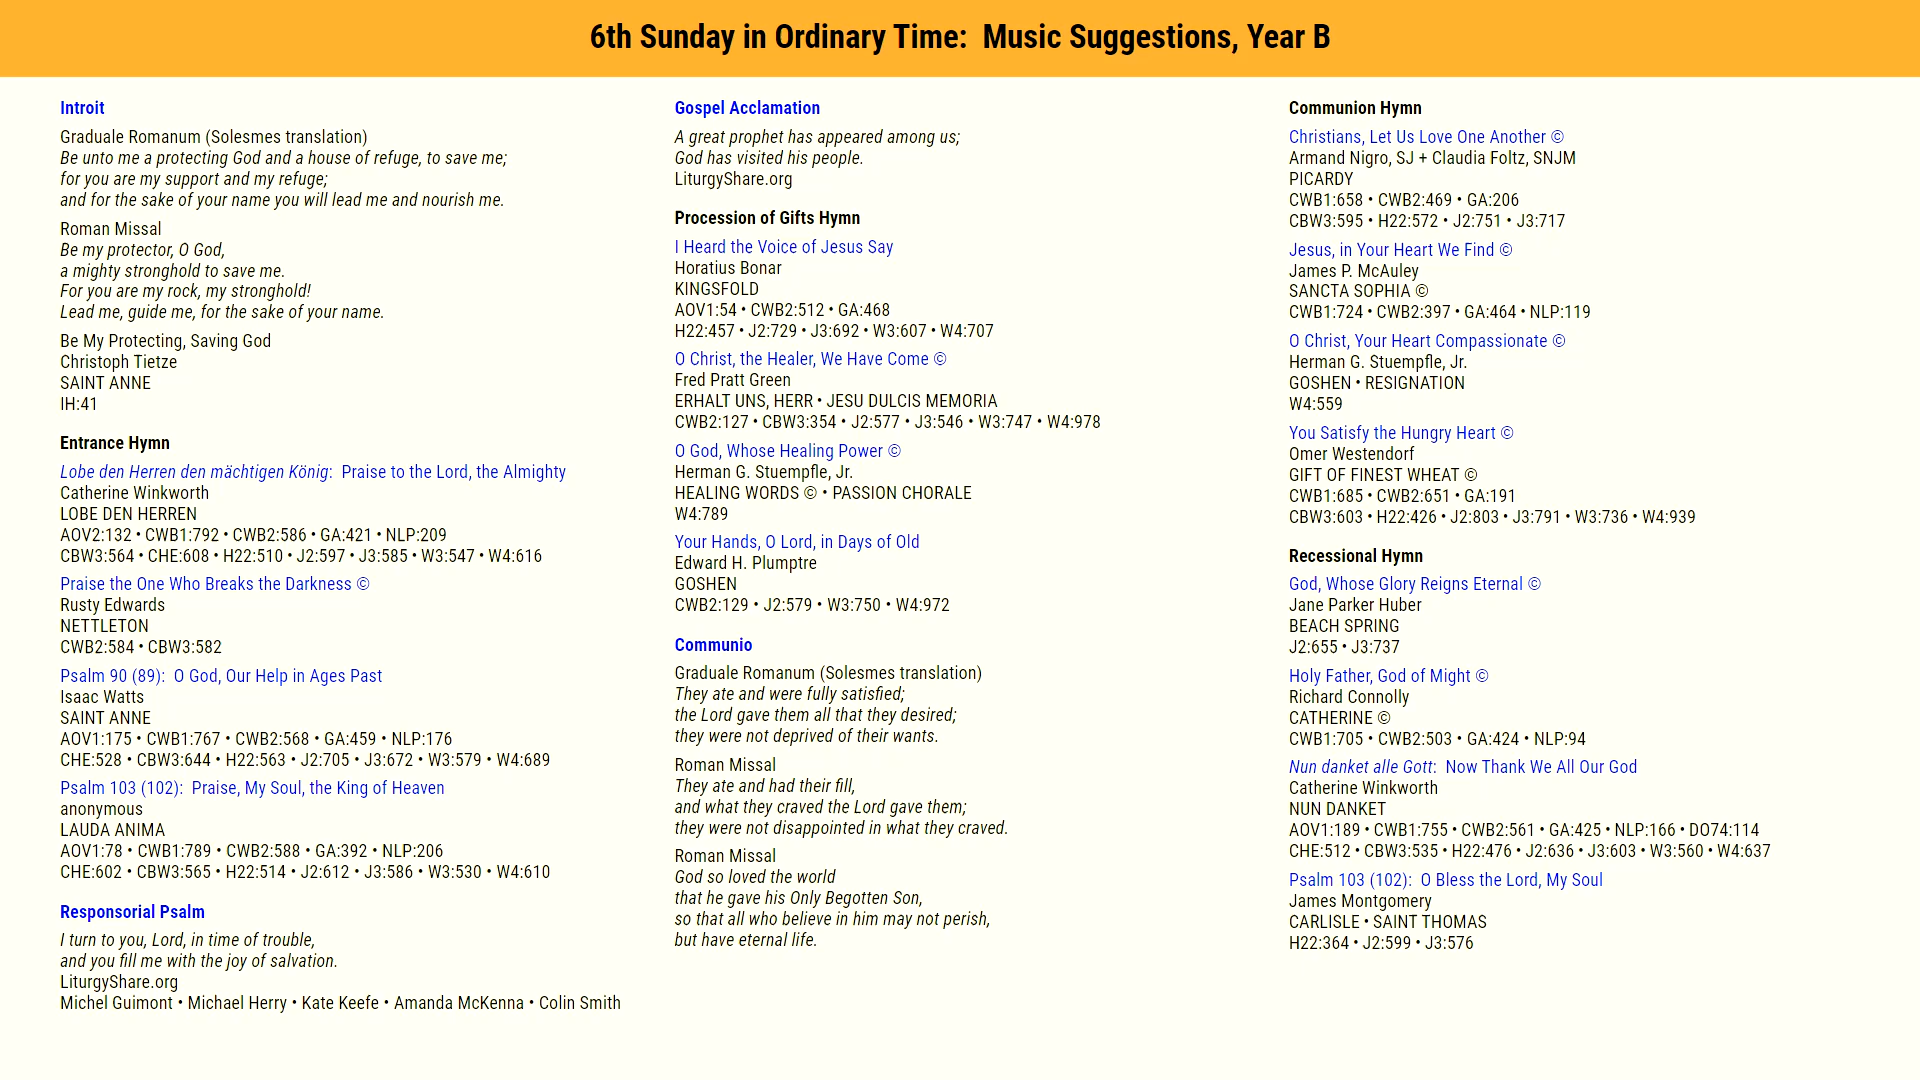 6th Sunday in Ordinary Time:  Music Suggestions, Year B
Introit
Graduale Romanum (Solesmes translation)
Be unto me a protecting God and a house of refuge, to save me;
for you are my support and my refuge;
and for the sake of your name you will lead me and nourish me.
Roman Missal
Be my protector, O God,
a mighty stronghold to save me.
For you are my rock, my stronghold!
Lead me, guide me, for the sake of your name.
Be My Protecting, Saving God
Christoph Tietze
SAINT ANNE
IH:41
Entrance Hymn
Lobe den Herren den mächtigen König:  Praise to the Lord, the Almighty
Catherine Winkworth
LOBE DEN HERREN
AOV2:132 • CWB1:792 • CWB2:586 • GA:421 • NLP:209
CBW3:564 • CHE:608 • H22:510 • J2:597 • J3:585 • W3:547 • W4:616
Praise the One Who Breaks the Darkness ©
Rusty Edwards
NETTLETON
CWB2:584 • CBW3:582
Psalm 90 (89):  O God, Our Help in Ages Past
Isaac Watts
SAINT ANNE
AOV1:175 • CWB1:767 • CWB2:568 • GA:459 • NLP:176
CHE:528 • CBW3:644 • H22:563 • J2:705 • J3:672 • W3:579 • W4:689
Psalm 103 (102):  Praise, My Soul, the King of Heaven
anonymous
LAUDA ANIMA
AOV1:78 • CWB1:789 • CWB2:588 • GA:392 • NLP:206
CHE:602 • CBW3:565 • H22:514 • J2:612 • J3:586 • W3:530 • W4:610
Responsorial Psalm
I turn to you, Lord, in time of trouble,
and you fill me with the joy of salvation.
LiturgyShare.org
Michel Guimont • Michael Herry • Kate Keefe • Amanda McKenna • Colin Smith
Gospel Acclamation
A great prophet has appeared among us;
God has visited his people.
LiturgyShare.org
Procession of Gifts Hymn
I Heard the Voice of Jesus Say
Horatius Bonar
KINGSFOLD
AOV1:54 • CWB2:512 • GA:468
H22:457 • J2:729 • J3:692 • W3:607 • W4:707
O Christ, the Healer, We Have Come ©
Fred Pratt Green
ERHALT UNS, HERR • JESU DULCIS MEMORIA
CWB2:127 • CBW3:354 • J2:577 • J3:546 • W3:747 • W4:978
O God, Whose Healing Power ©
Herman G. Stuempfle, Jr.
HEALING WORDS © • PASSION CHORALE
W4:789
Your Hands, O Lord, in Days of Old
Edward H. Plumptre
GOSHEN
CWB2:129 • J2:579 • W3:750 • W4:972
Communio
Graduale Romanum (Solesmes translation)
They ate and were fully satisfied;
the Lord gave them all that they desired;
they were not deprived of their wants.
Roman Missal
They ate and had their fill,
and what they craved the Lord gave them;
they were not disappointed in what they craved.
Roman Missal
God so loved the world
that he gave his Only Begotten Son,
so that all who believe in him may not perish,
but have eternal life.
Communion Hymn
Christians, Let Us Love One Another ©
Armand Nigro, SJ + Claudia Foltz, SNJM
PICARDY
CWB1:658 • CWB2:469 • GA:206
CBW3:595 • H22:572 • J2:751 • J3:717
Jesus, in Your Heart We Find ©
James P. McAuley
SANCTA SOPHIA ©
CWB1:724 • CWB2:397 • GA:464 • NLP:119
O Christ, Your Heart Compassionate ©
Herman G. Stuempfle, Jr.
GOSHEN • RESIGNATION
W4:559
You Satisfy the Hungry Heart ©
Omer Westendorf
GIFT OF FINEST WHEAT ©
CWB1:685 • CWB2:651 • GA:191
CBW3:603 • H22:426 • J2:803 • J3:791 • W3:736 • W4:939
Recessional Hymn
God, Whose Glory Reigns Eternal ©
Jane Parker Huber
BEACH SPRING
J2:655 • J3:737
Holy Father, God of Might ©
Richard Connolly
CATHERINE ©
CWB1:705 • CWB2:503 • GA:424 • NLP:94
Nun danket alle Gott:  Now Thank We All Our God
Catherine Winkworth
NUN DANKET
AOV1:189 • CWB1:755 • CWB2:561 • GA:425 • NLP:166 • DO74:114
CHE:512 • CBW3:535 • H22:476 • J2:636 • J3:603 • W3:560 • W4:637
Psalm 103 (102):  O Bless the Lord, My Soul
James Montgomery
CARLISLE • SAINT THOMAS
H22:364 • J2:599 • J3:576